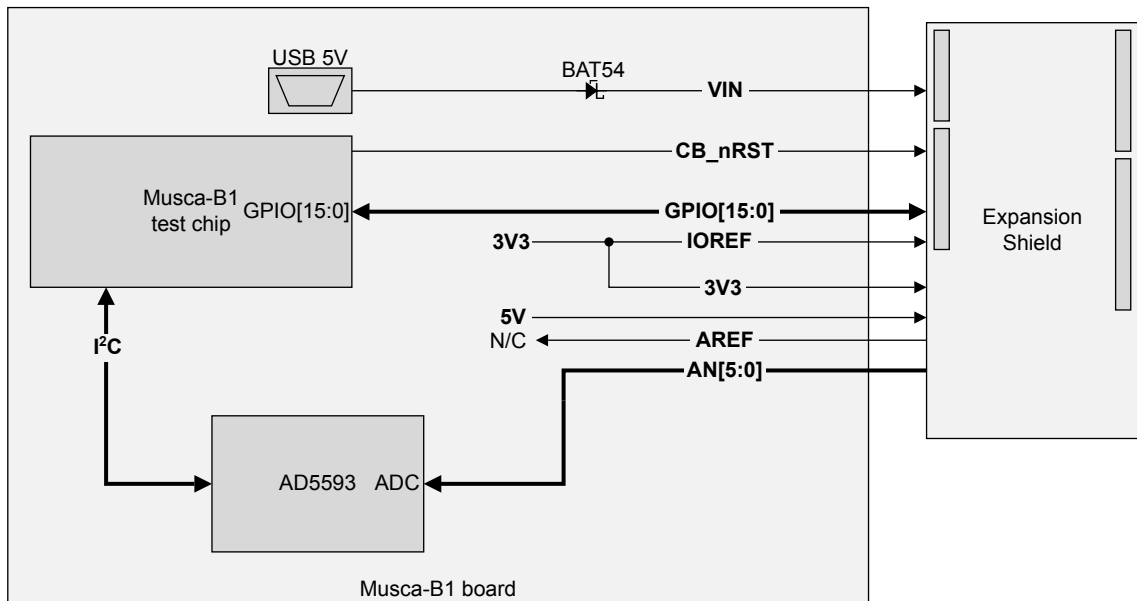 USB 5V
BAT54
VIN
CB_nRST
Musca-B1
test chip
GPIO[15:0]
GPIO[15:0]
3V3
IOREF
3V3
5V
N/C
AREF
AN[5:0]
Expansion
Shield
I²C
AD5593
ADC
Musca-B1 board